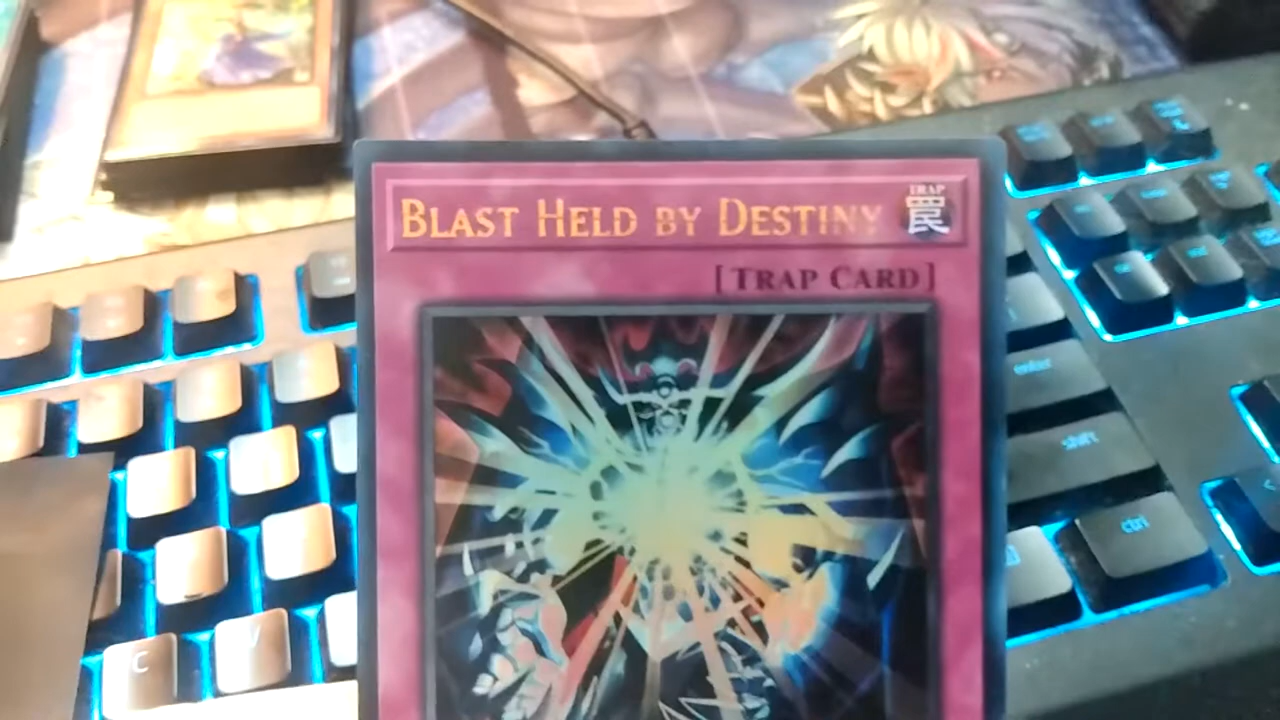 BLAST HELD BY DESTINY
TRAP
罠
[TRAP CARD]
enter
shift
ctrl
C
V